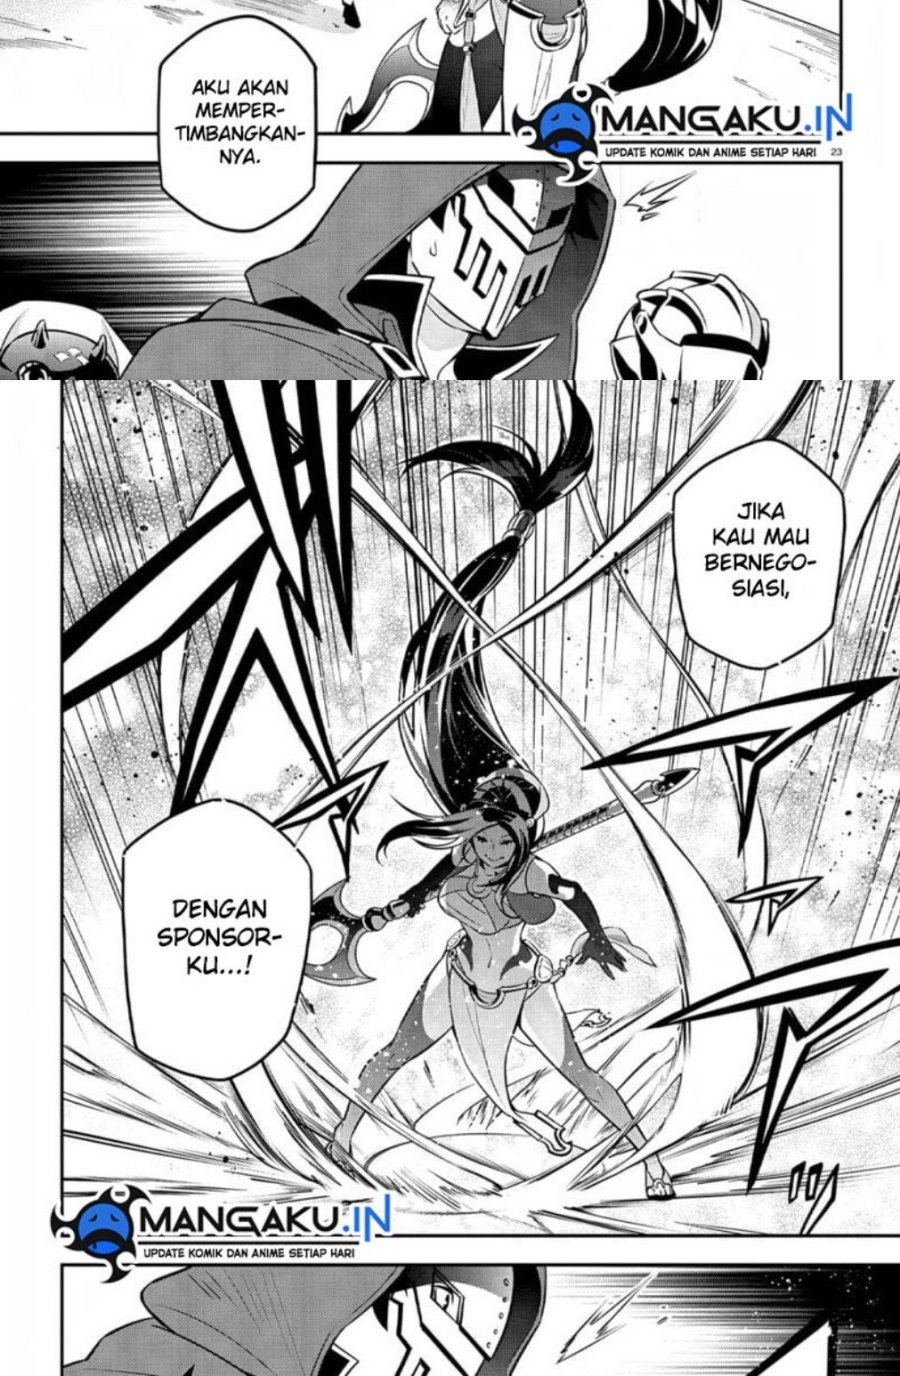 AKU AKAN
MEMPER-
TIMBANGKAN-
NYA.
MANGAKU.IN
UPDATE KOMIK DAN ANIME SETIAP HARI
23
JIKA
KAU MAU
BERNEGO-
SIASI,
DENGAN
SPONSOR-
KU...!
MANGAKU.IN
UPDATE KOMIK DAN ANIME SETIAP HARI